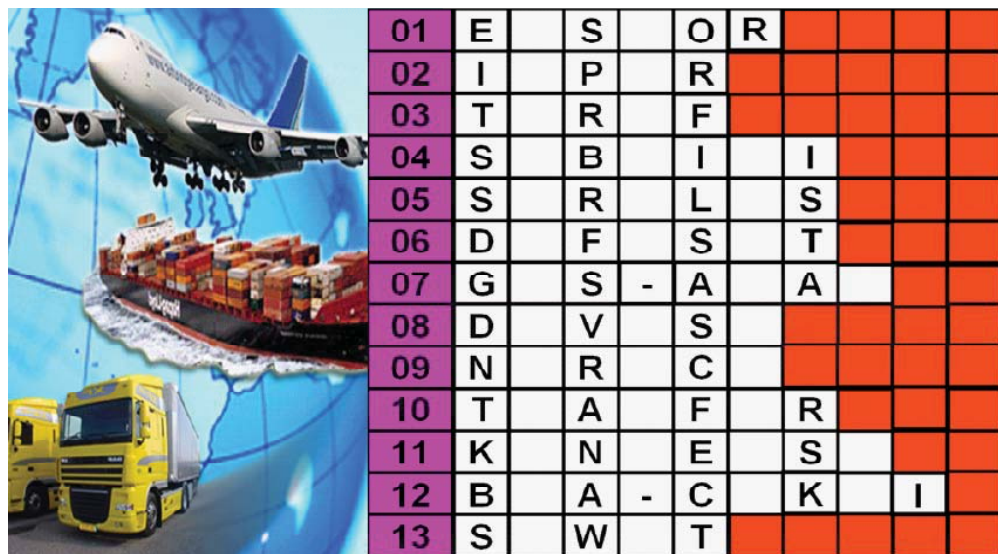 01 E S O R
02 I P R
03 T R F
04 S B I I
05 S R L S
06 D F S T
07 G S - A A
08 D V S
09 N R C
10 T A F R
11 K N E S
12 B A - C K I
13 S W T